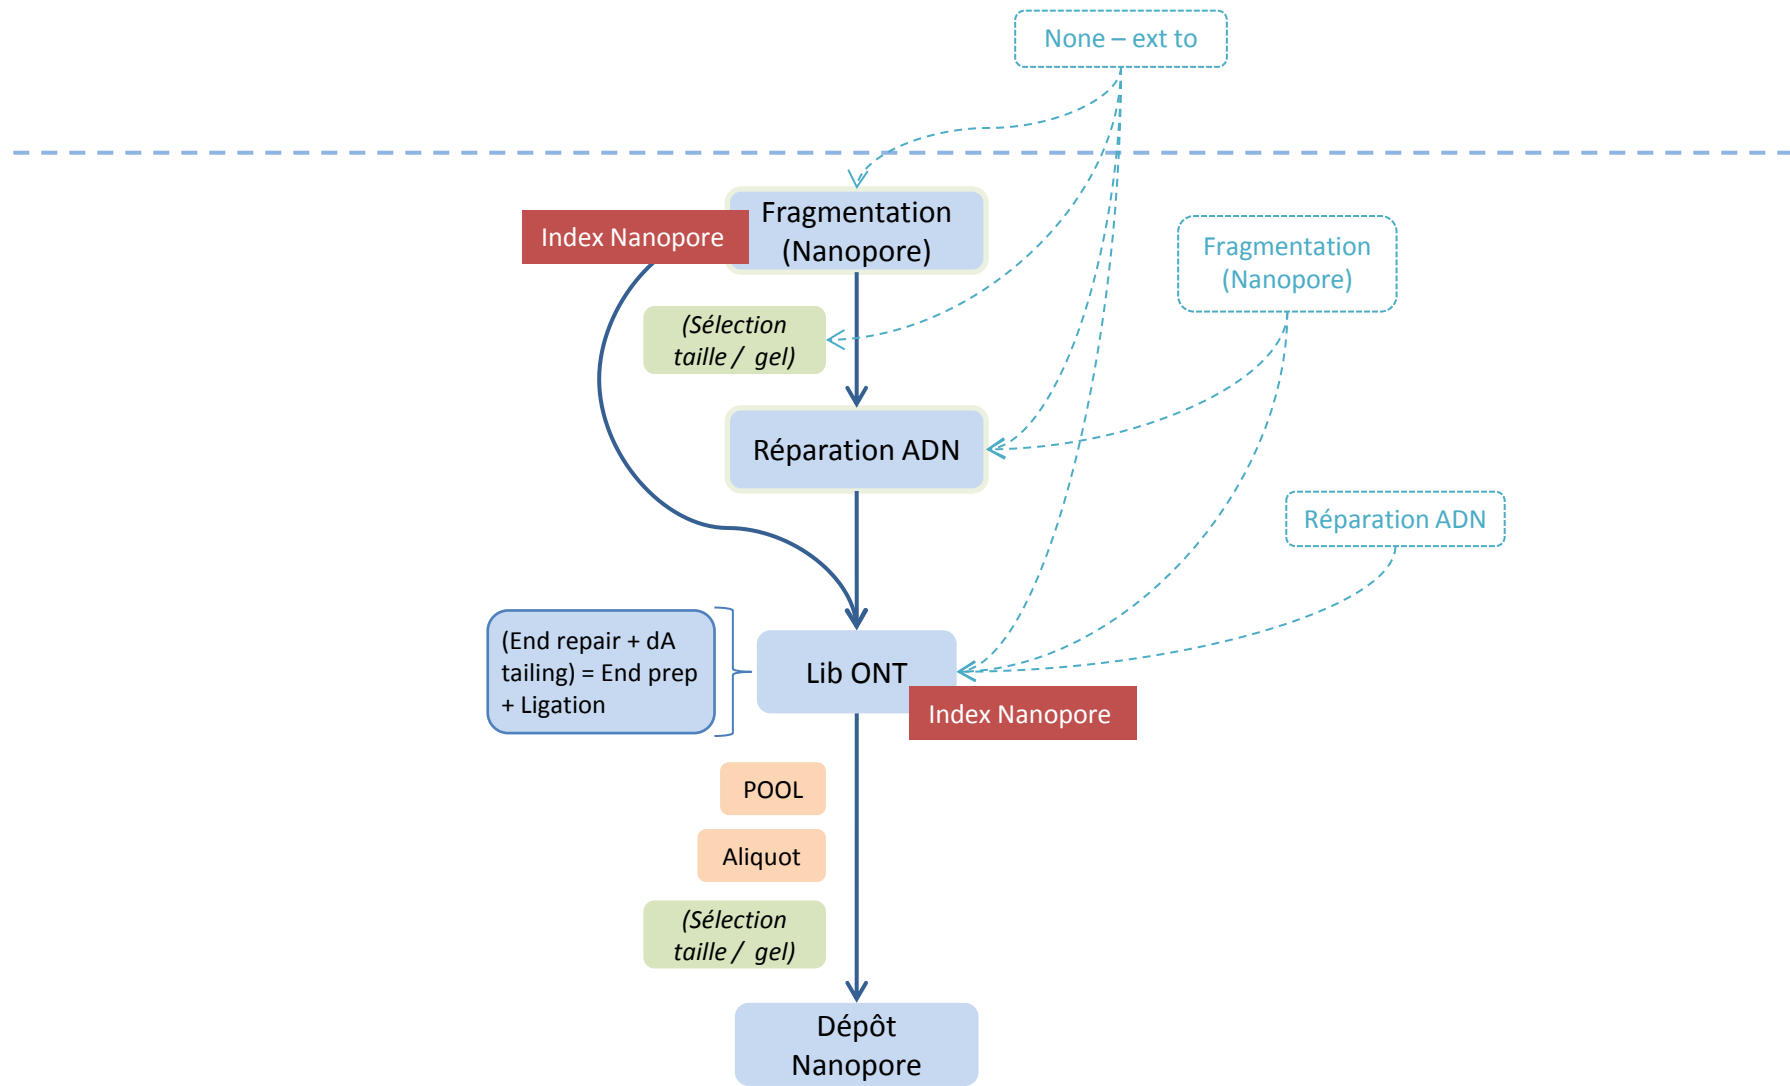 None – ext to
Fragmentation
(Nanopore)
Index Nanopore
Fragmentation
(Nanopore)
(Sélection
taille / gel)
Réparation ADN
Réparation ADN
(End repair + dA
tailing) = End prep
+ Ligation
Lib ONT
Index Nanopore
POOL
Aliquot
(Sélection
taille / gel)
Dépôt
Nanopore